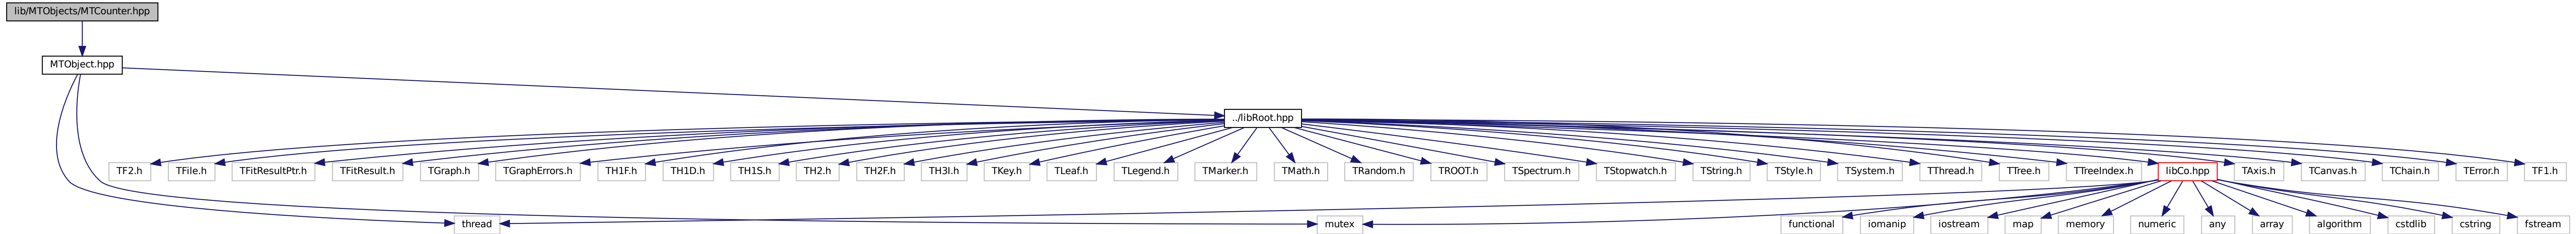 lib/MTObjects/MTCounter.hpp
MTObject.hpp
../libRoot.hpp
TF2.h
TFile.h
TFitResultPtr.h
TFitResult.h
TGraph.h
TGraphErrors.h
TH1F.h
TH1D.h
TH1S.h
TH2.h
TH2F.h
TH3I.h
TKey.h
TLeaf.h
TLegend.h
TMarker.h
TMath.h
TRandom.h
TROOT.h
TSpectrum.h
TStopwatch.h
TString.h
TStyle.h
TSystem.h
TThread.h
TTree.h
TTreeIndex.h
libCo.hpp
TAxis.h
TCanvas.h
TChain.h
TError.h
TF1.h
thread
mutex
functional
iomanip
iostream
map
memory
numeric
any
array
algorithm
cstdlib
cstring
fstream